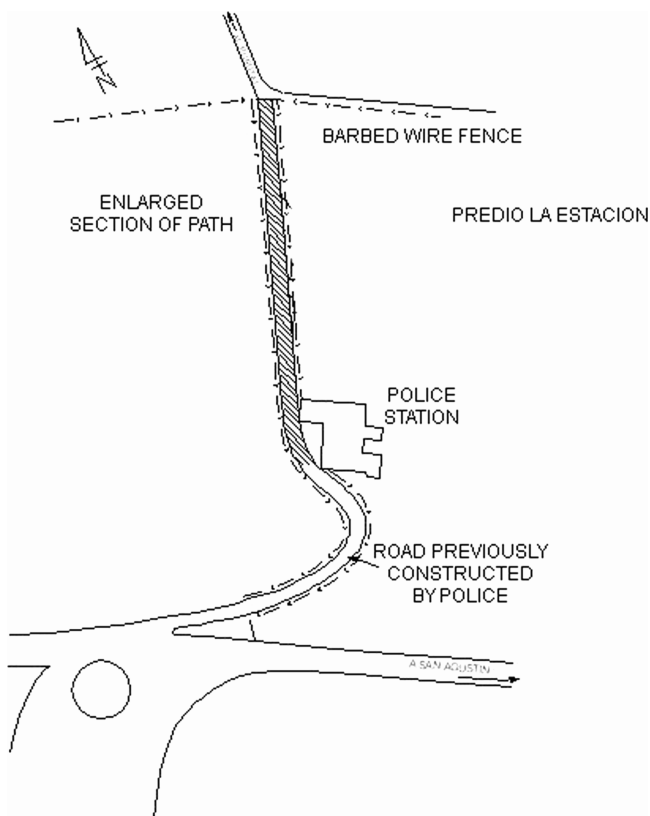 N
BARBED WIRE FENCE
ENLARGED
SECTION OF PATH
PREDIO LA ESTACION
POLICE
STATION
ROAD PREVIOUSLY
CONSTRUCTED
BY POLICE
A SAN AGUSTIN